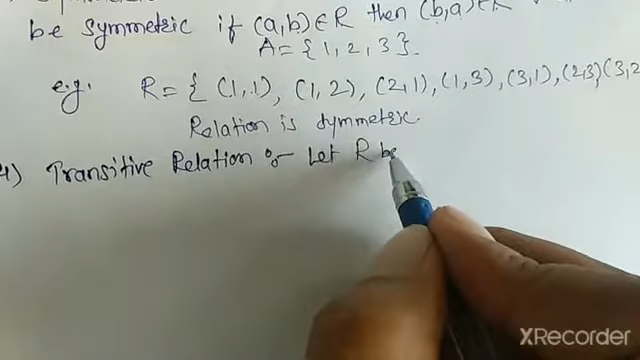 be symmetric if (a,b)∈R then (b,a)∈R
A = {1, 2, 3}.
e.g. R = { (1,1), (1,2), (2,1), (1,3), (3,1), (2,3) (3,2
Relation is symmetric.
4) Transitive Relation :- Let R be
XRecorder